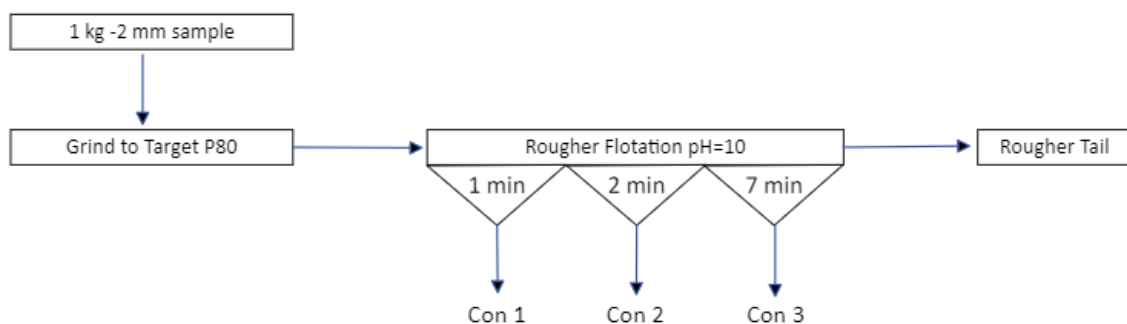 1 kg -2 mm sample
Grind to Target P80
Rougher Flotation pH=10
Rougher Tail
1 min
2 min
7 min
Con 1
Con 2
Con 3